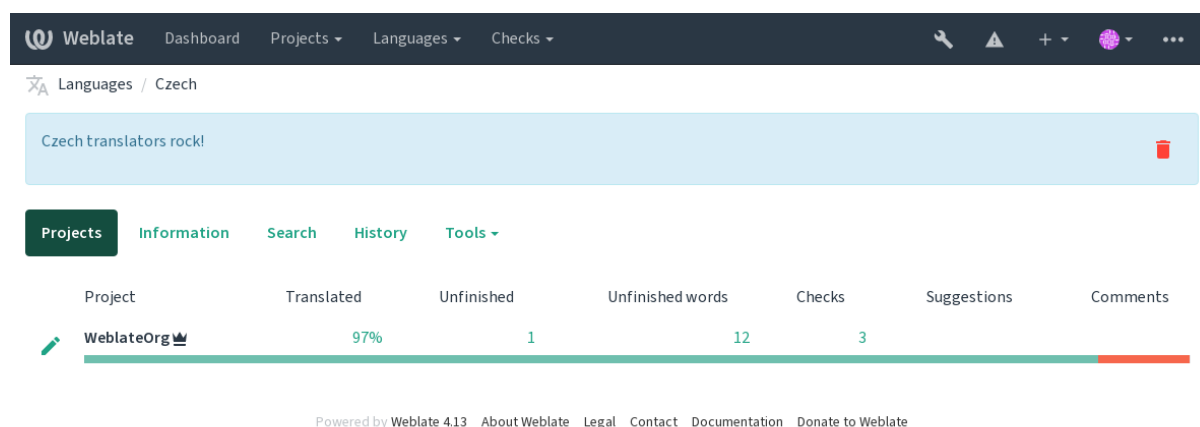 Weblate Dashboard Projects Languages Checks
Languages / Czech
Czech translators rock!
Projects Information Search History Tools
Project Translated Unfinished Unfinished words Checks Suggestions Comments
WeblateOrg 97% 1 12 3
Powered by Weblate 4.13 About Weblate Legal Contact Documentation Donate to Weblate